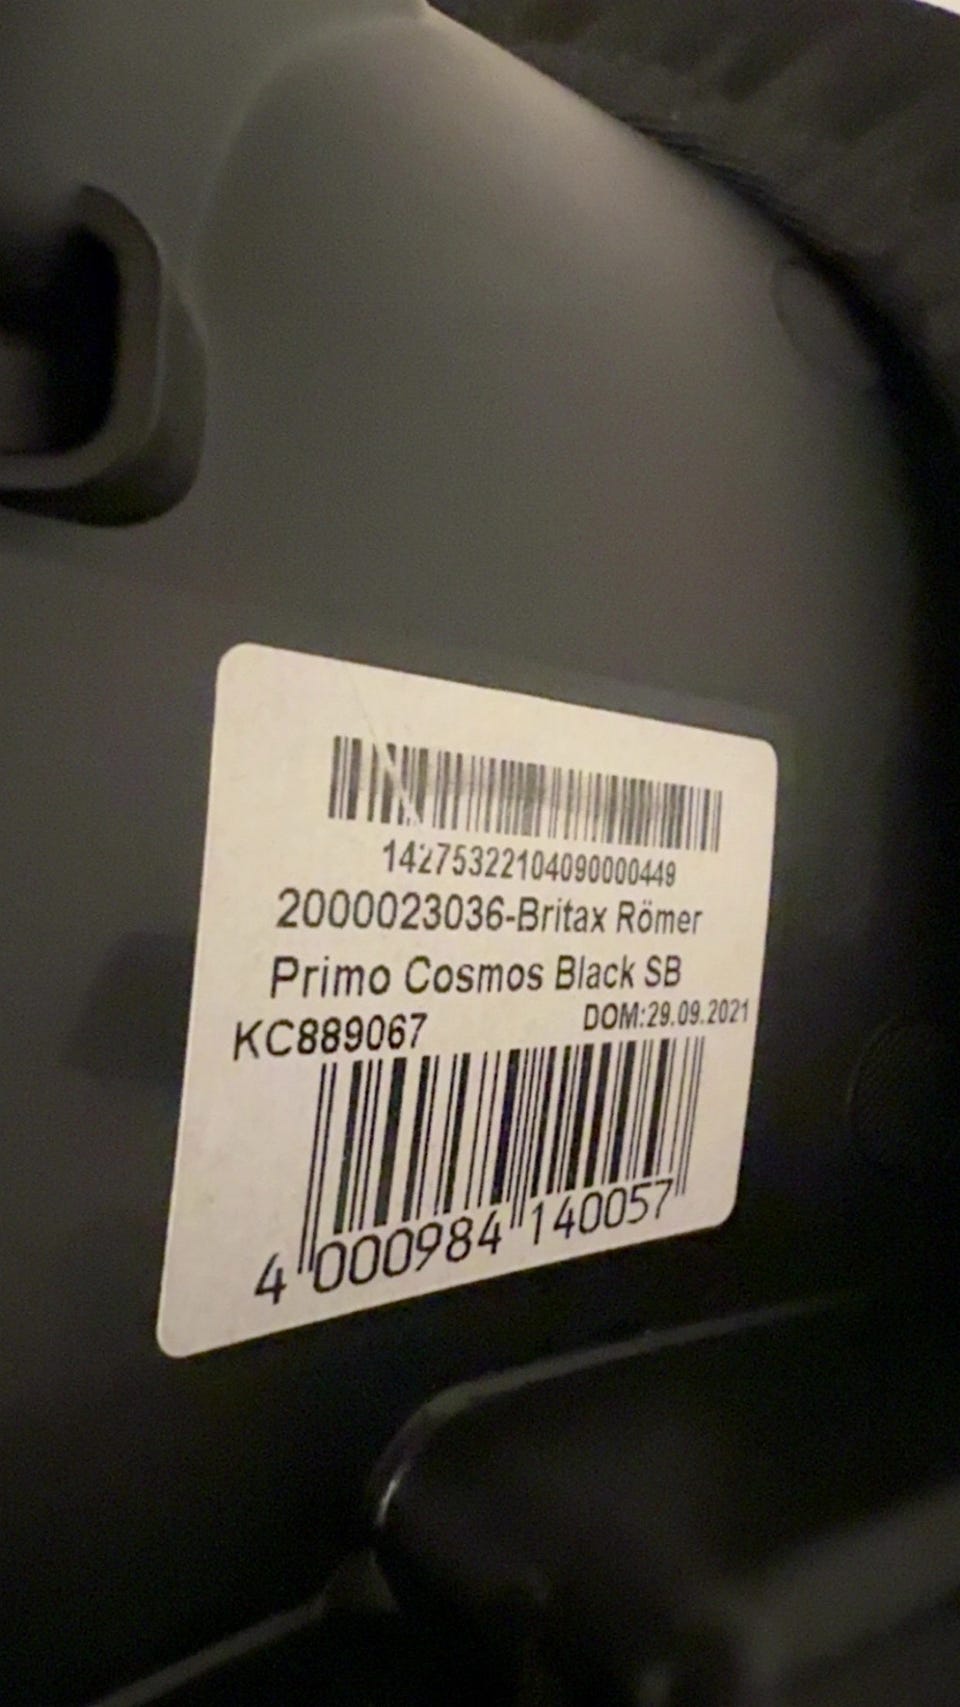 14275322104090000449
2000023036-Britax Römer
Primo Cosmos Black SB
KC889067 DOM:29.09.2021
4 000984 140057